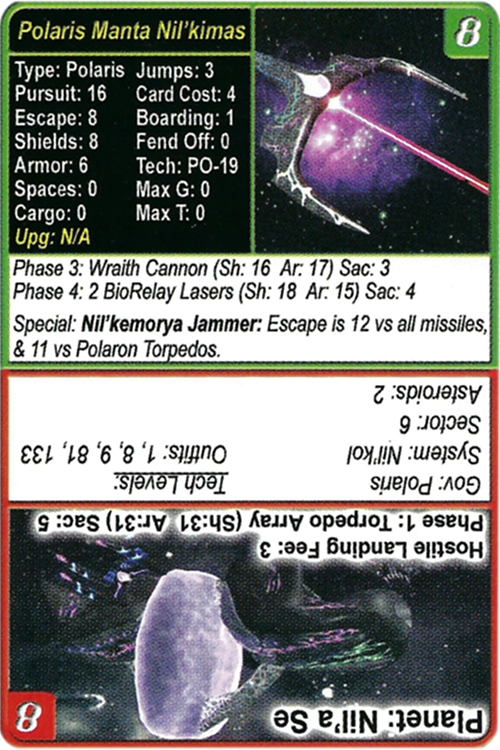 Polaris Manta Nil'kimas
8
Type: Polaris Jumps: 3
Pursuit: 16 Card Cost: 4
Escape: 8 Boarding: 1
Shields: 8 Fend Off: 0
Armor: 6 Tech: PO-19
Spaces: 0 Max G: 0
Cargo: 0 Max T: 0
Upg: N/A
Phase 3: Wraith Cannon (Sh: 16 Ar: 17) Sac: 3
Phase 4: 2 BioRelay Lasers (Sh: 18 Ar: 15) Sac: 4
Special: Nil'kemorya Jammer: Escape is 12 vs all missiles,
& 11 vs Polaron Torpedos.
Planet: Nil'a Se
8
Hostile Landing Fee: 3
Phase 1: Torpedo Array (Sh:31 Ar:31) Sac: 5
Gov: Polaris Tech Levels:
System: Nil'kol Outfits: 1, 8, 9, 81, 133
Sector: 6
Asteroids: 2